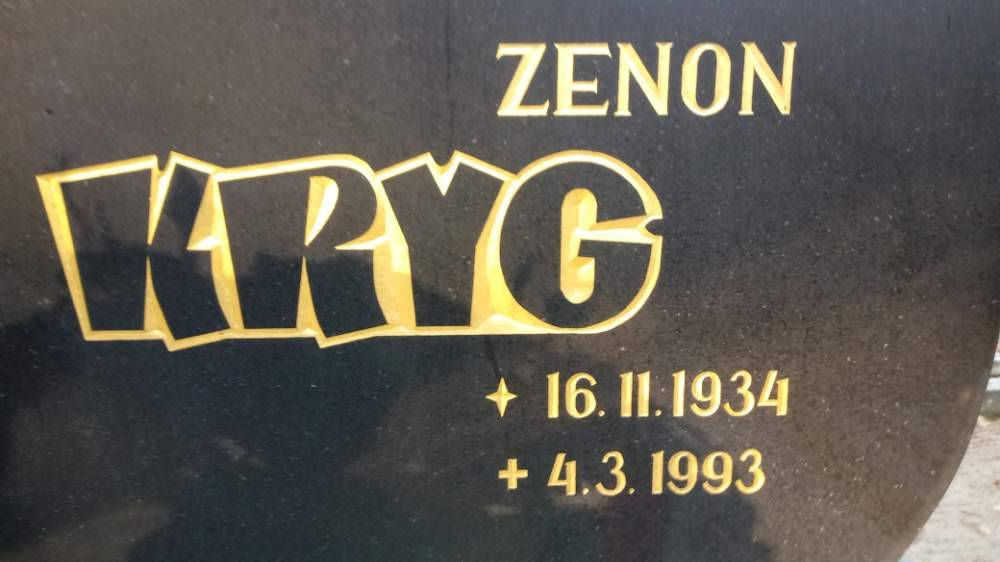 ZENON
KRYG
✦ 16.11.1934
+ 4.3.1993